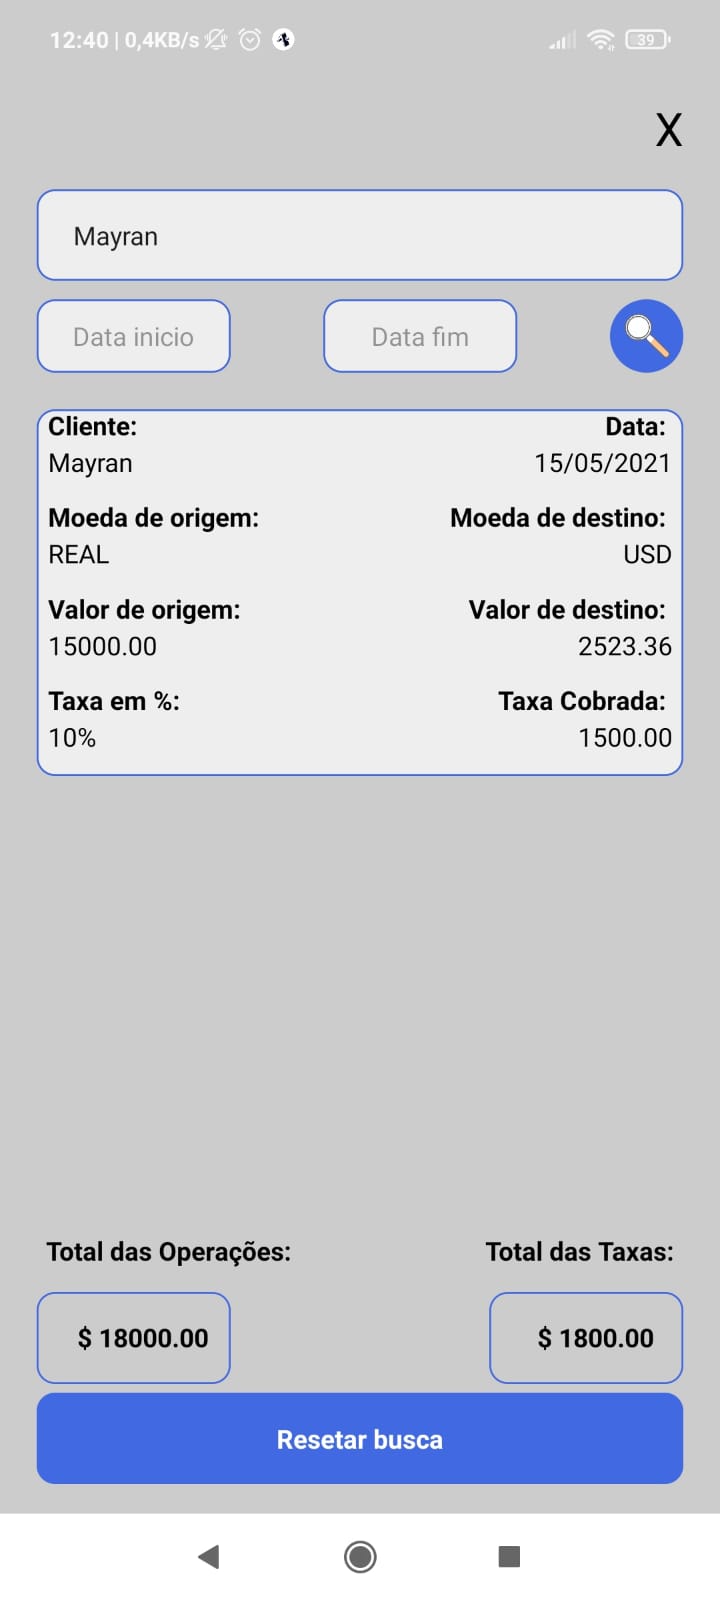 12:40 | 0,4KB/s 39
X
Mayran
Data inicio Data fim
Cliente: Data:
Mayran 15/05/2021
Moeda de origem: Moeda de destino:
REAL USD
Valor de origem: Valor de destino:
15000.00 2523.36
Taxa em %: Taxa Cobrada:
10% 1500.00
Total das Operações: Total das Taxas:
$ 18000.00 $ 1800.00
Resetar busca